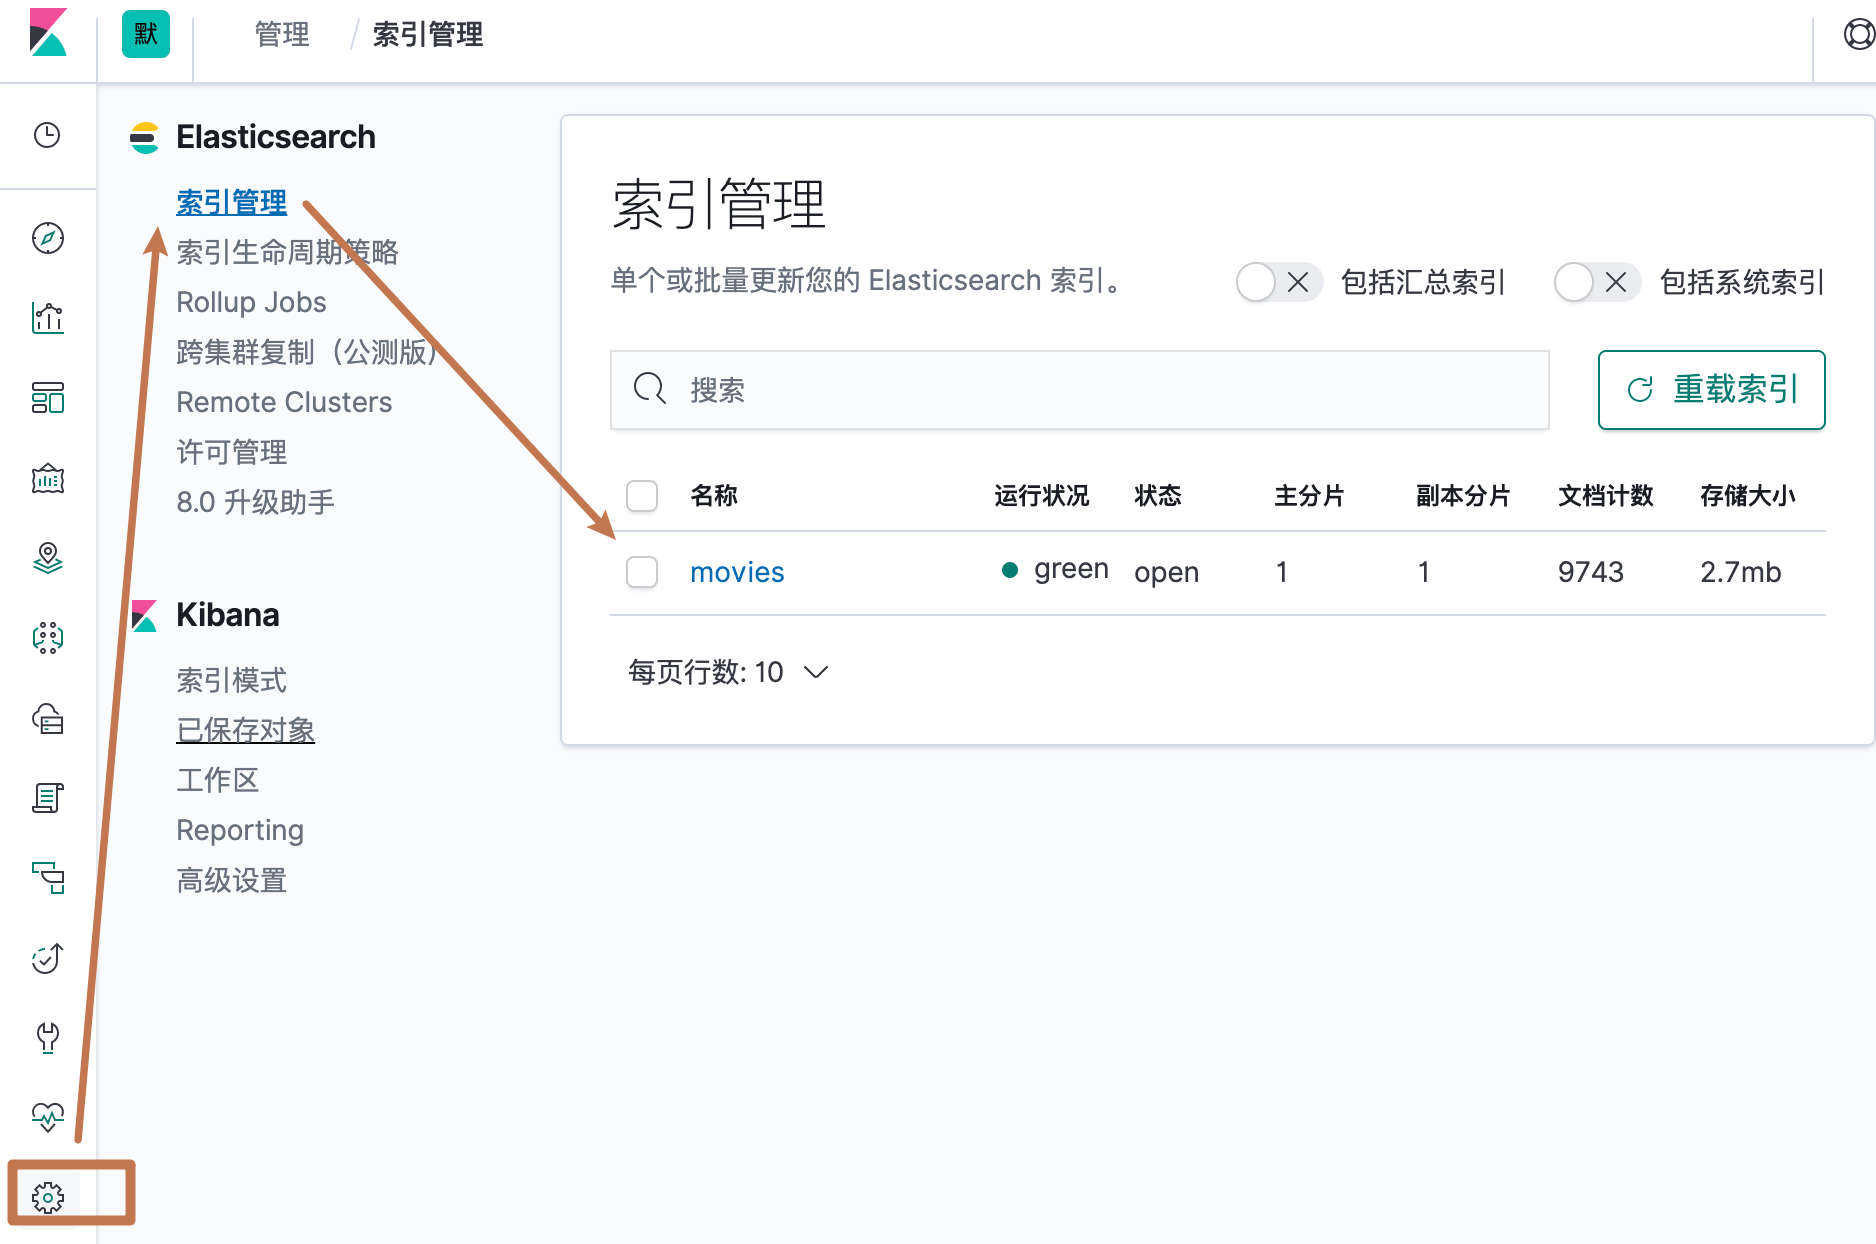 默
管理 / 索引管理
Elasticsearch
索引管理
索引生命周期策略
Rollup Jobs
跨集群复制（公测版）
Remote Clusters
许可管理
8.0 升级助手
Kibana
索引模式
已保存对象
工作区
Reporting
高级设置
索引管理
单个或批量更新您的 Elasticsearch 索引。
包括汇总索引
包括系统索引
搜索
重载索引
名称 运行状况 状态 主分片 副本分片 文档计数 存储大小
movies green open 1 1 9743 2.7mb
每页行数: 10